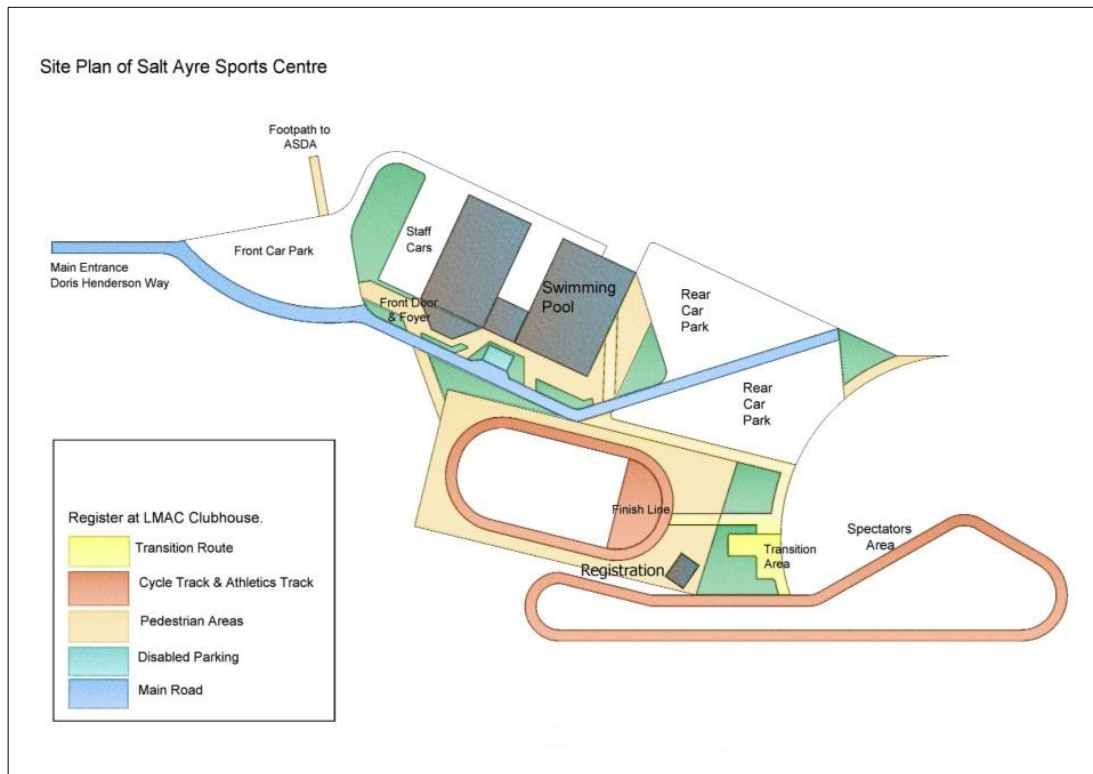 Site Plan of Salt Ayre Sports Centre
Footpath to
ASDA
Front Car Park
Staff
Cars
Main Entrance
Doris Henderson Way
Front Door
& Foyer
Swimming
Pool
Rear
Car
Park
Rear
Car
Park
Finish Line
Registration
Transition
Area
Spectators
Area
Register at LMAC Clubhouse.
Transition Route
Cycle Track & Athletics Track
Pedestrian Areas
Disabled Parking
Main Road